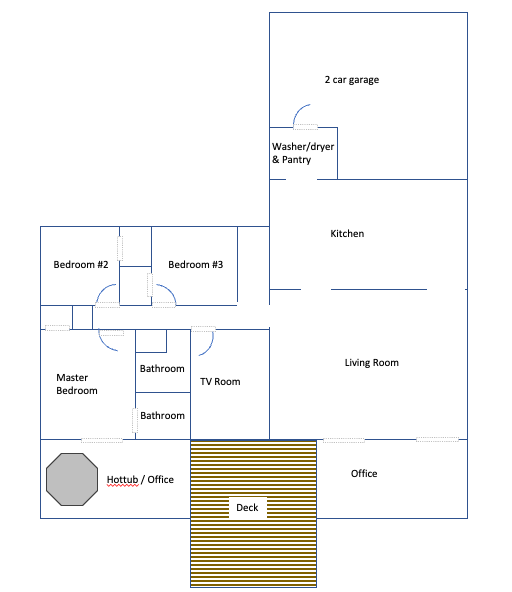 2 car garage
Washer/dryer
& Pantry
Kitchen
Bedroom #2
Bedroom #3
Living Room
Bathroom
Master
Bedroom
TV Room
Bathroom
Hottub / Office
Office
Deck